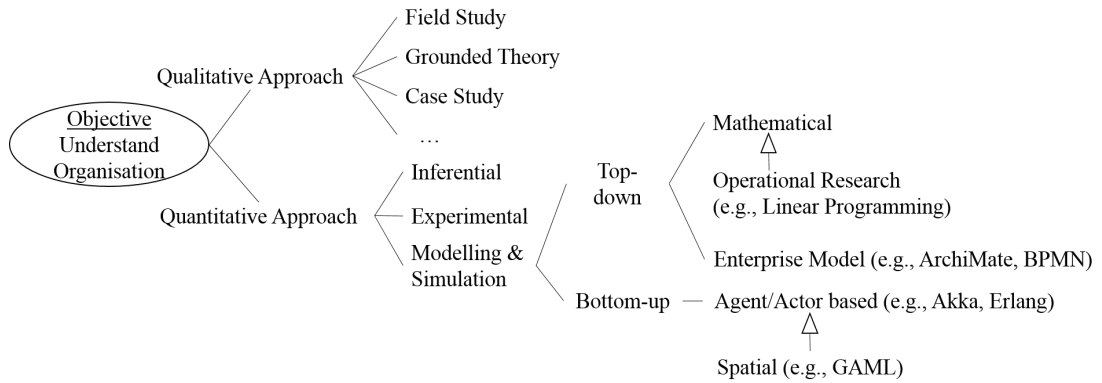 Field Study
Grounded Theory
Qualitative Approach
Case Study
Objective
Understand
Organisation
…
Mathematical
Inferential
Top-
down
Operational Research
(e.g., Linear Programming)
Quantitative Approach
Experimental
Modelling &
Simulation
Enterprise Model (e.g., ArchiMate, BPMN)
Bottom-up
Agent/Actor based (e.g., Akka, Erlang)
Spatial (e.g., GAML)